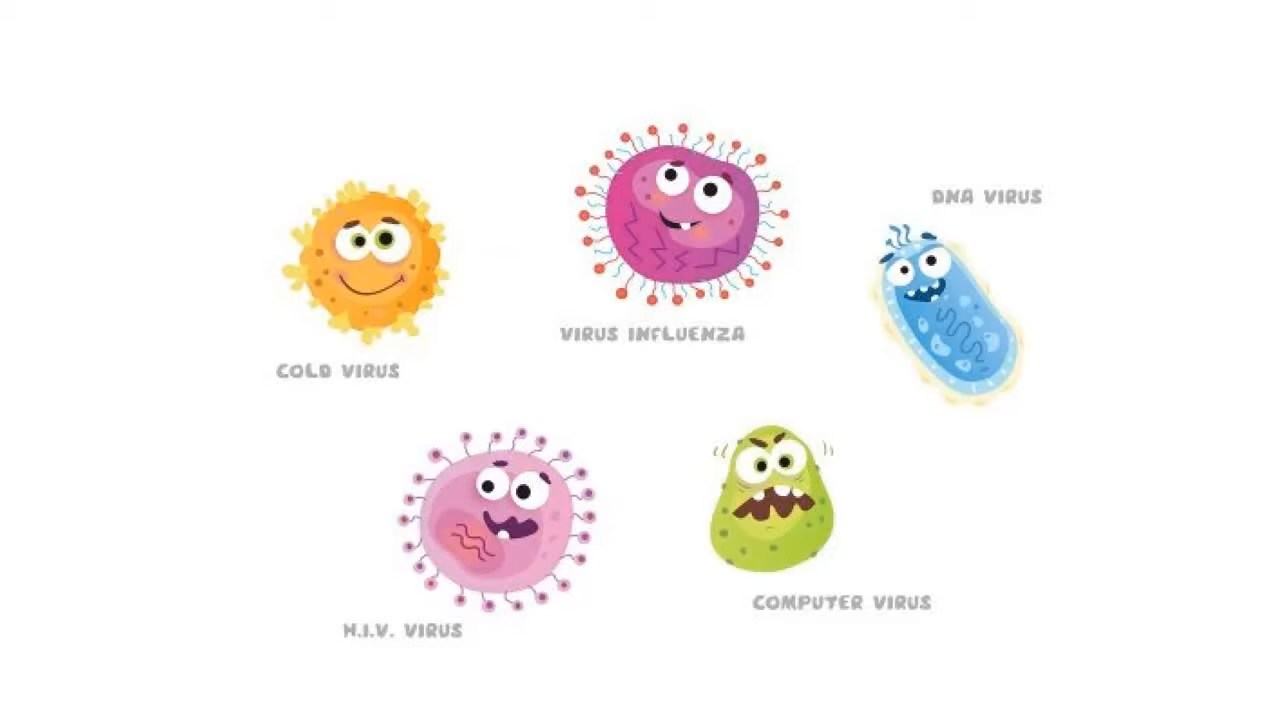 DNA VIRUS
VIRUS INFLUENZA
COLD VIRUS
COMPUTER VIRUS
H.I.V. VIRUS